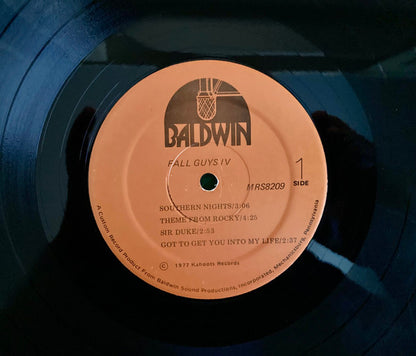 BALDWIN
FALL GUYS IV
1
SIDE
MRS8209
SOUTHERN NIGHTS/3:06
THEME FROM ROCKY/4:25
SIR DUKE/2:53
GOT TO GET YOU INTO MY LIFE/2:37
© 1977 Kahoots Records
A Custom Record Product From Baldwin Sound Productions, Incorporated, Mechanicsburg, Pennsylvania